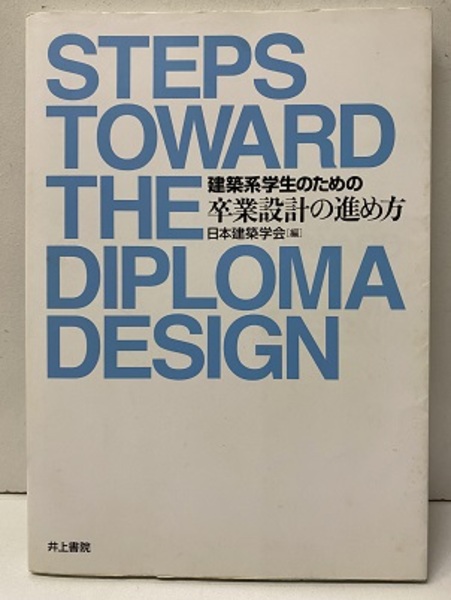 STEPS
TOWARD
THE
建築系学生のための
卒業設計の進め方
日本建築学会[編]
DIPLOMA
DESIGN
井上書院